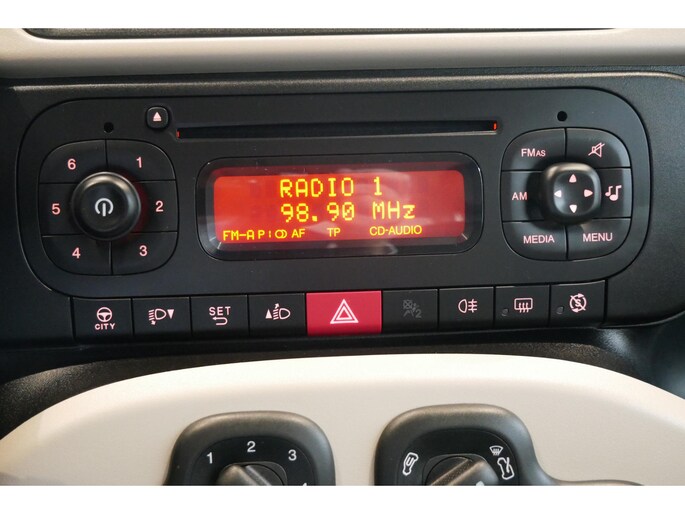 6 1
5 2
4 3
RADIO 1
98.90 MHz
FM-A P: AF TP CD-AUDIO
FMAS
AM
MEDIA MENU
CITY
SET
2
1 2 3
4